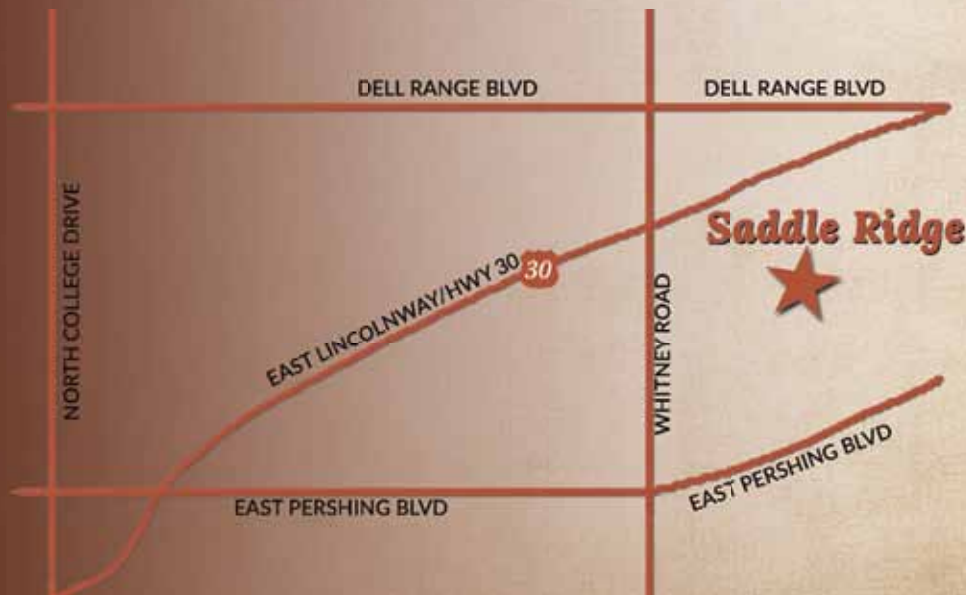 DELL RANGE BLVD
DELL RANGE BLVD
NORTH COLLEGE DRIVE
Saddle Ridge
EAST LINCOLNWAY/HWY 30
30
WHITNEY ROAD
EAST PERSHING BLVD
EAST PERSHING BLVD